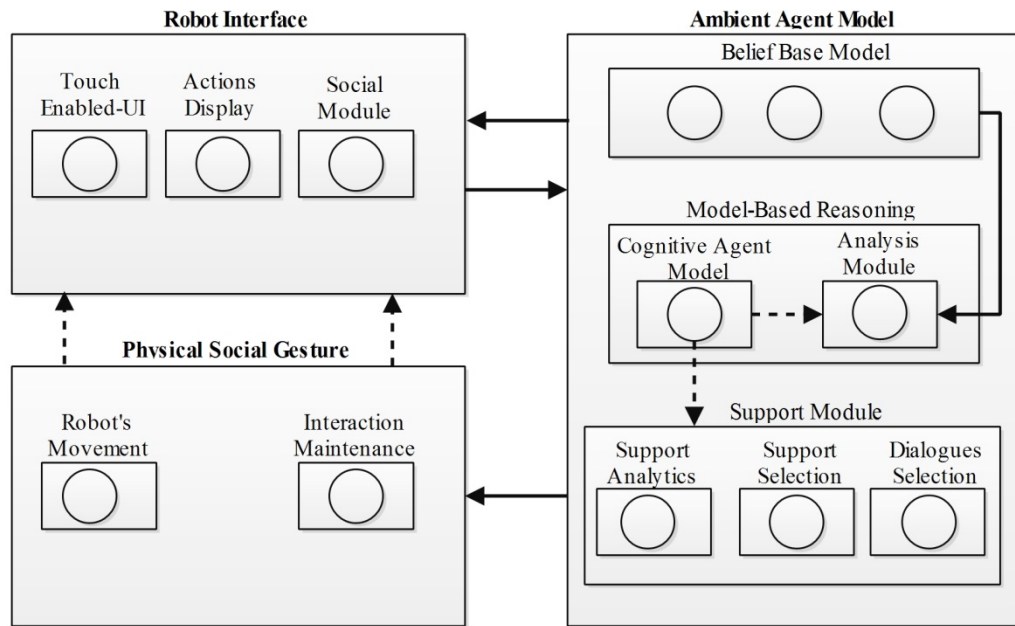 Robot Interface
Touch
Enabled-UI
Actions
Display
Social
Module
Ambient Agent Model
Belief Base Model
Model-Based Reasoning
Cognitive Agent
Model
Analysis
Module
Physical Social Gesture
Robot's
Movement
Interaction
Maintenance
Support Module
Support
Analytics
Support
Selection
Dialogues
Selection